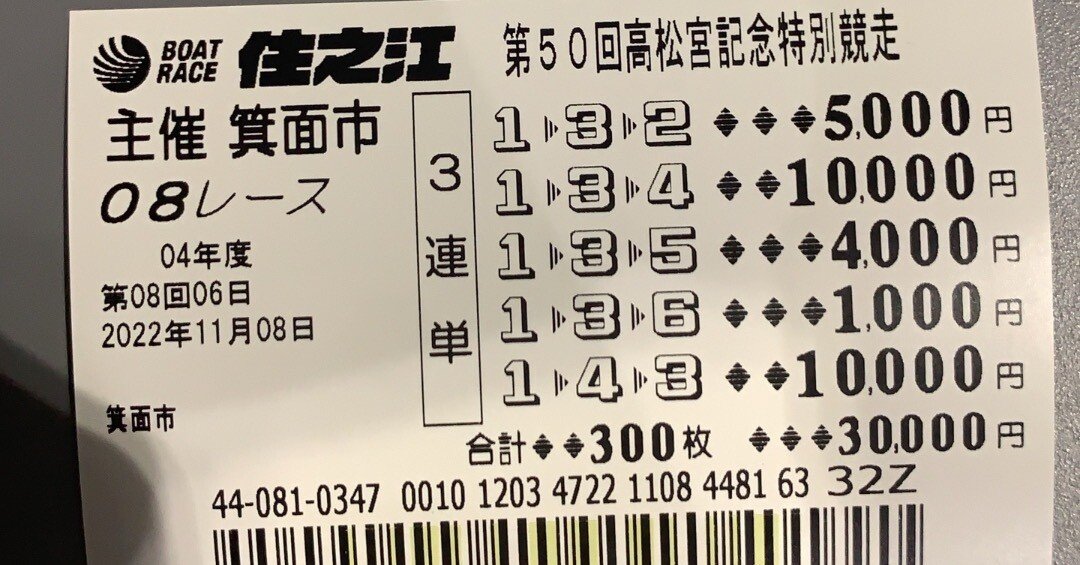 BOAT RACE 住之江 第50回高松宮記念特別競走
主催 箕面市
08レース
04年度
第08回06日
2022年11月08日
箕面市
3連単
1 3 2 5,000円
1 3 4 10,000円
1 3 5 4,000円
1 3 6 1,000円
1 4 3 10,000円
合計 300枚 30,000円
44-081-0347 0010 1203 4722 1108 4481 63 32Z